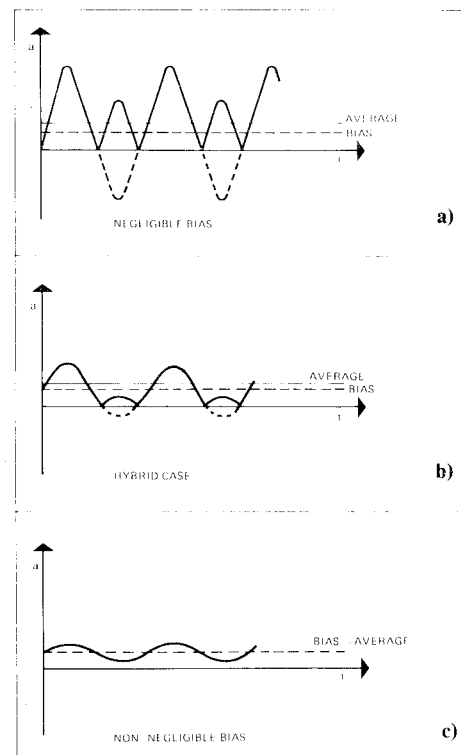 a
AVERAGE
BIAS
t
a)
NEGLIGIBLE BIAS
a
AVERAGE
BIAS
t
b)
HYBRID CASE
a
BIAS - AVERAGE
t
NON NEGLIGIBLE BIAS
c)